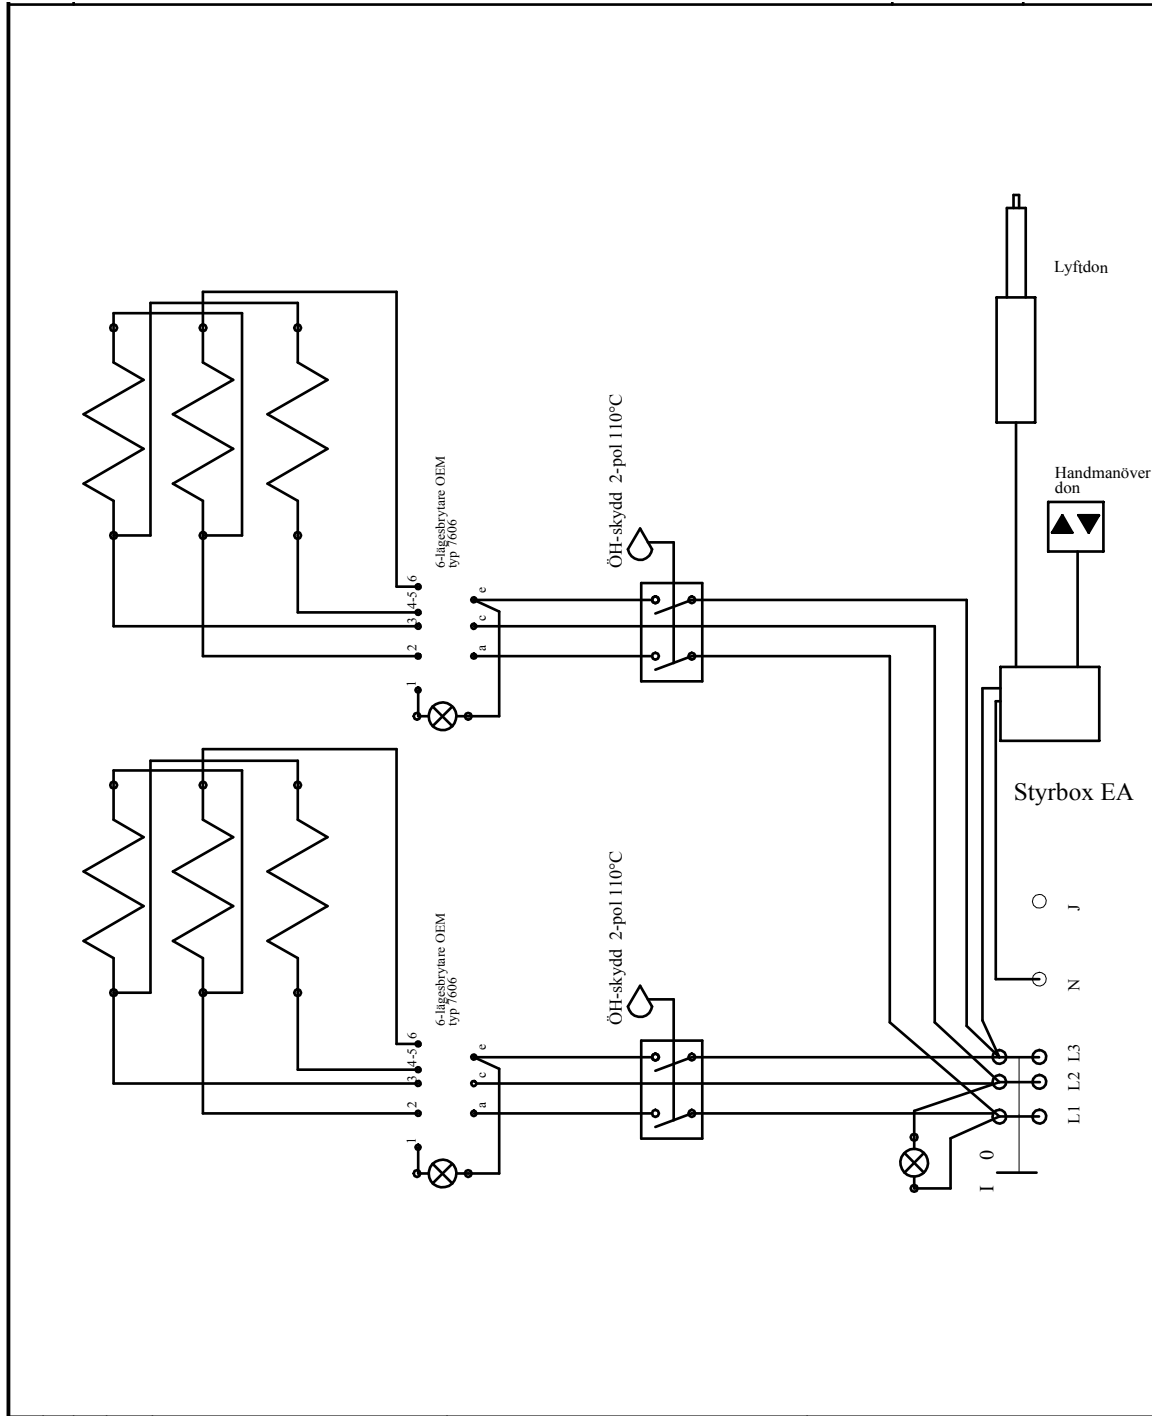 Lyftdon
Handmanöver
don
6-lägesbrytare OEM
typ 7606
ÖH-skydd 2-pol 110°C
1
2
3
4-5
6
a
c
e
Styrbox EA
6-lägesbrytare OEM
typ 7606
ÖH-skydd 2-pol 110°C
1
2
3
4-5
6
a
c
e
J
N
L3
L2
L1
I 0